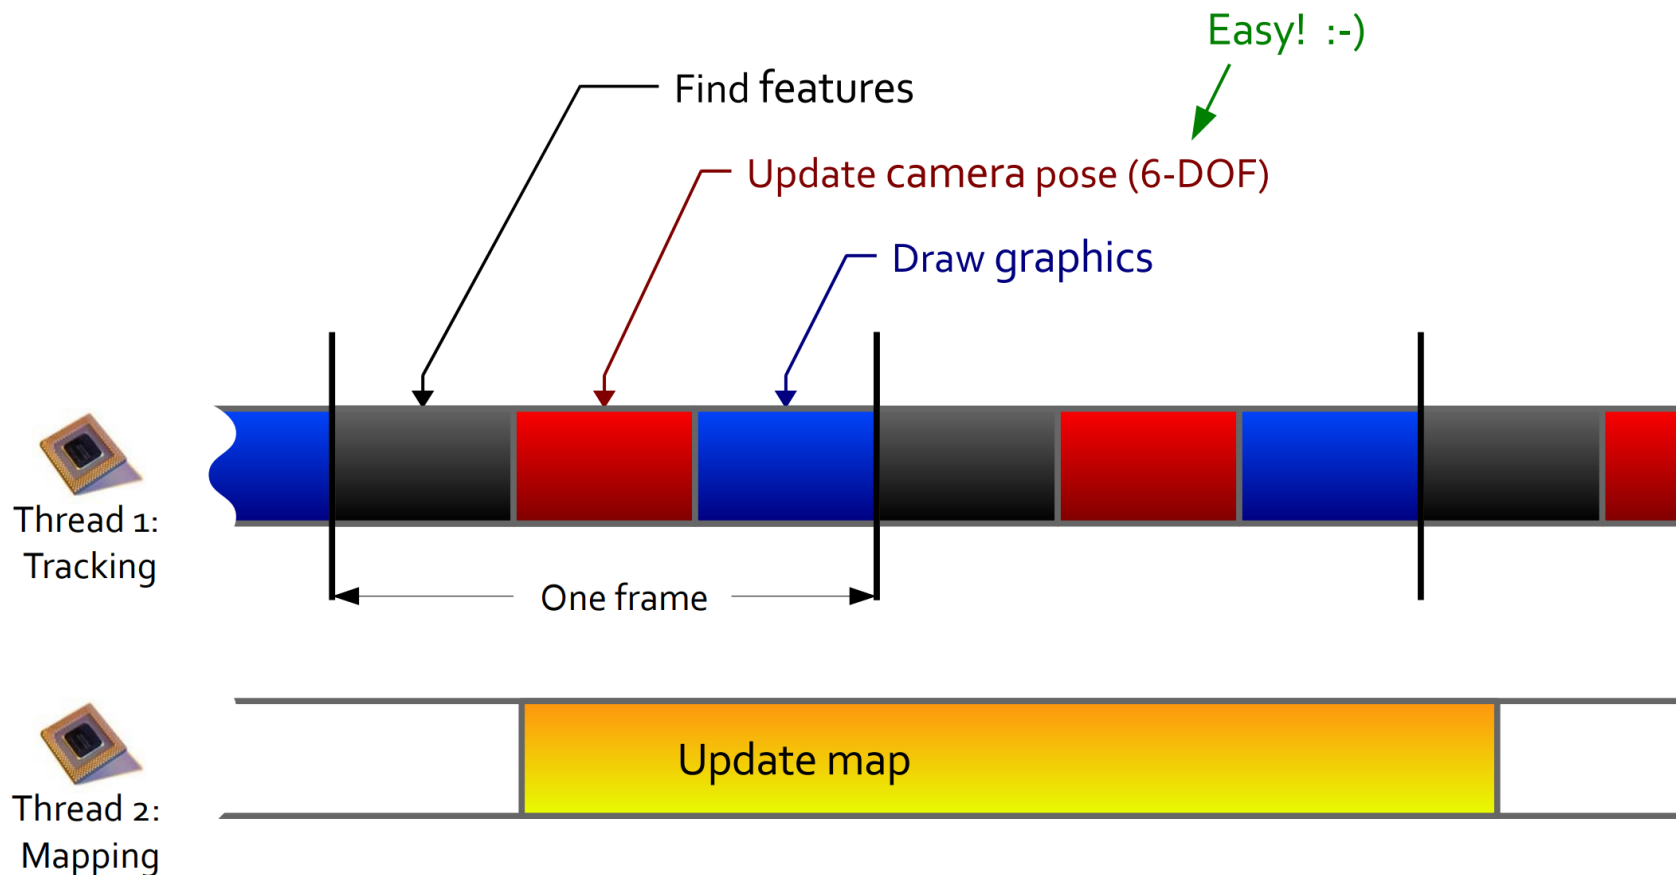 Easy! :-)
Find features
Update camera pose (6-DOF)
Draw graphics
Thread 1:
Tracking
One frame
Update map
Thread 2:
Mapping